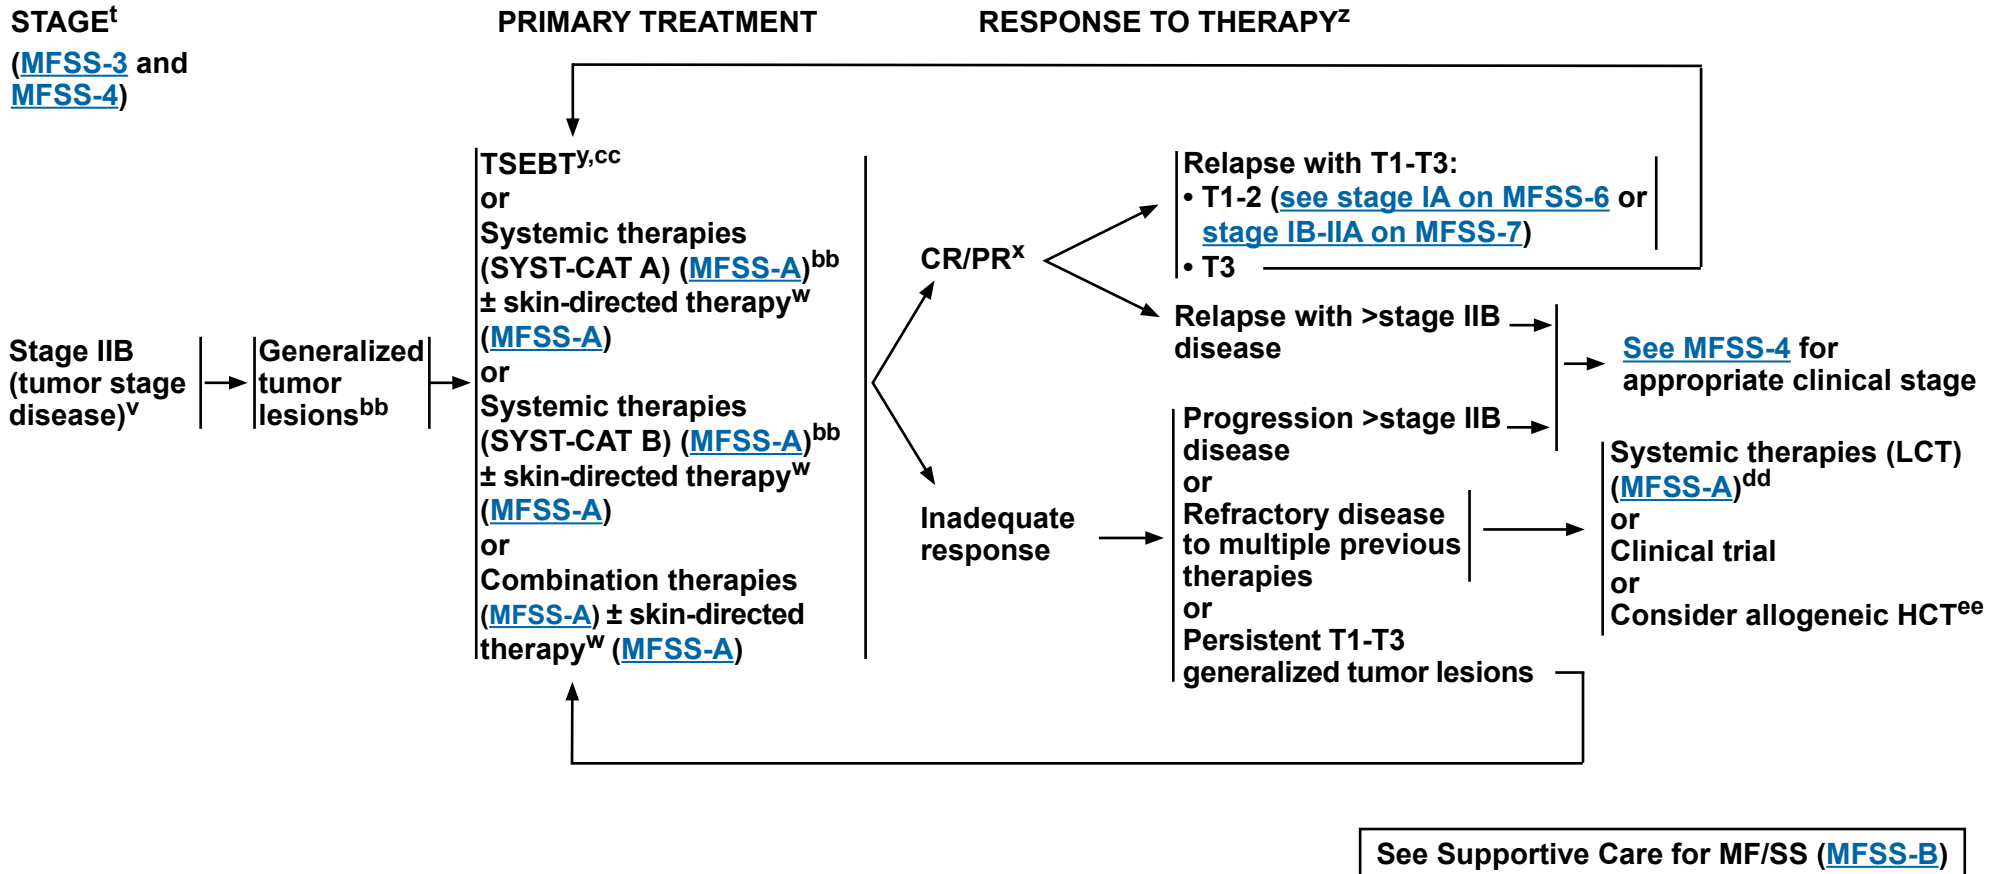 STAGEt
(MFSS-3 and
MFSS-4)
PRIMARY TREATMENT
RESPONSE TO THERAPYz
Stage IIB
(tumor stage
disease)v
Generalized
tumor
lesionsbb
TSEBTy,cc
or
Systemic therapies
(SYST-CAT A) (MFSS-A)bb
± skin-directed therapyw
(MFSS-A)
or
Systemic therapies
(SYST-CAT B) (MFSS-A)bb
± skin-directed therapyw
(MFSS-A)
or
Combination therapies
(MFSS-A) ± skin-directed
therapyw (MFSS-A)
CR/PRx
Inadequate
response
Relapse with T1-T3:
• T1-2 (see stage IA on MFSS-6 or
stage IB-IIA on MFSS-7)
• T3
Relapse with >stage IIB
disease
Progression >stage IIB
disease
or
Refractory disease
to multiple previous
therapies
or
Persistent T1-T3
generalized tumor lesions
See MFSS-4 for
appropriate clinical stage
Systemic therapies (LCT)
(MFSS-A)dd
or
Clinical trial
or
Consider allogeneic HCTee
See Supportive Care for MF/SS (MFSS-B)